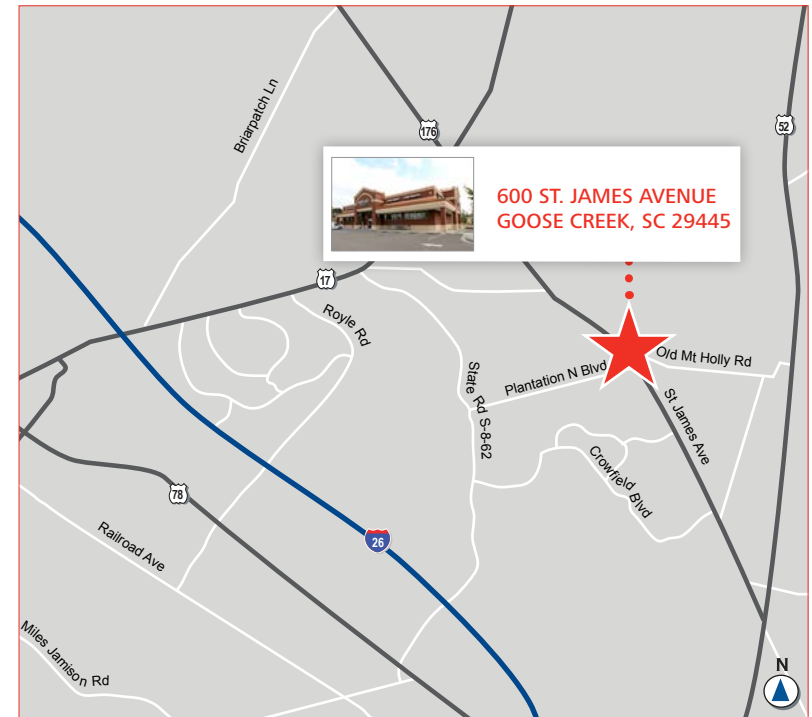 Briarpatch Ln
176
52
600 ST. JAMES AVENUE
GOOSE CREEK, SC 29445
17
Royle Rd
State Rd S-8-62
Plantation N Blvd
Old Mt Holly Rd
St James Ave
Crowfield Blvd
78
26
Railroad Ave
Miles Jamison Rd
N